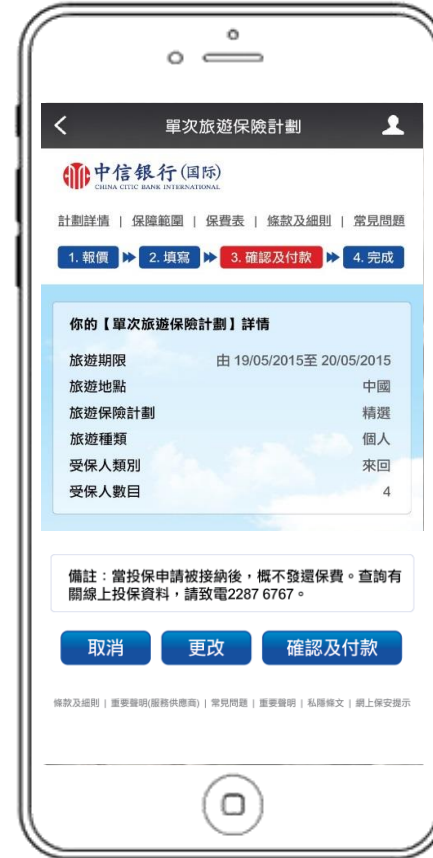 單次旅遊保險計劃
中信银行(国际)
CHINA CITIC BANK INTERNATIONAL
計劃詳情 | 保障範圍 | 保費表 | 條款及細則 | 常見問題
1. 報價 2. 填寫 3. 確認及付款 4. 完成
你的【單次旅遊保險計劃】詳情
旅遊期限 由 19/05/2015至 20/05/2015
旅遊地點 中國
旅遊保險計劃 精選
旅遊種類 個人
受保人類別 來回
受保人數目 4
備註：當投保申請被接納後，概不發還保費。查詢有
關線上投保資料，請致電2287 6767。
取消 更改 確認及付款
條款及細則 | 重要聲明(服務供應商) | 常見問題 | 重要聲明 | 私隱條文 | 網上保安提示